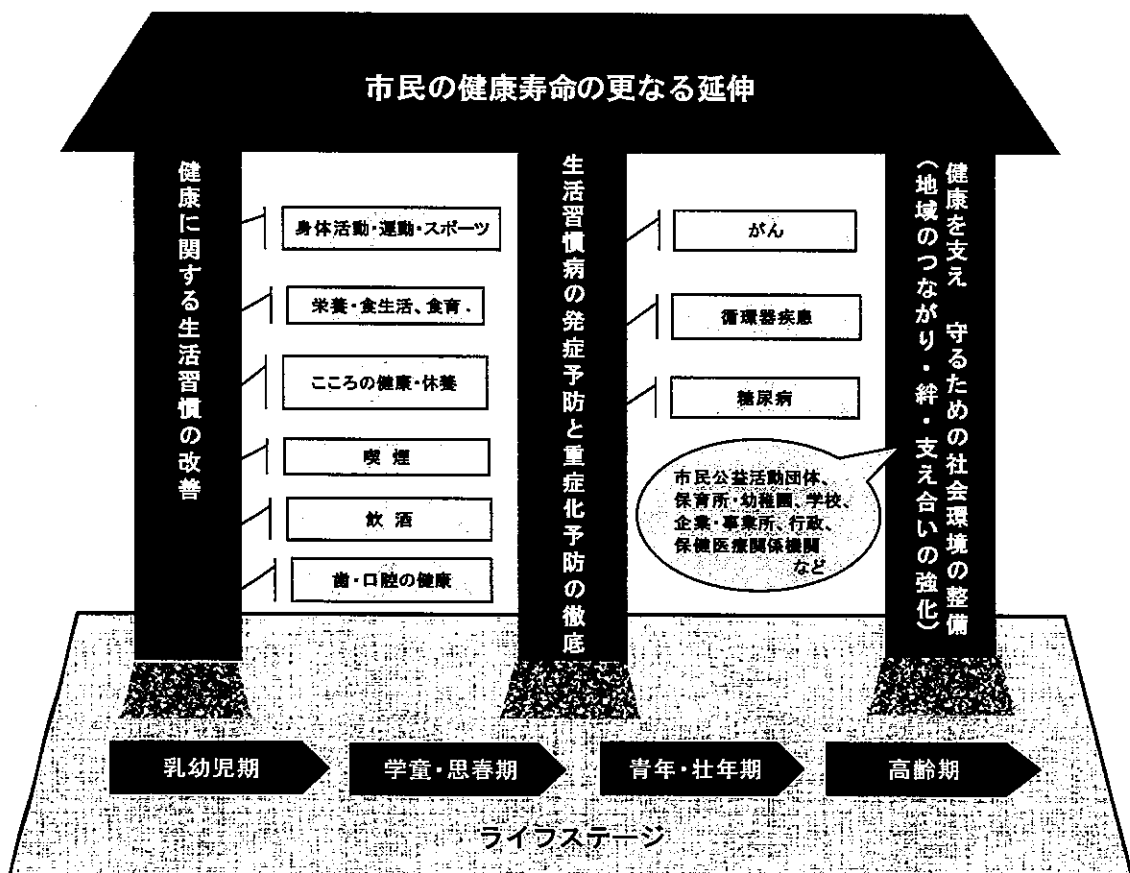 市民の健康寿命の更なる延伸
健康に関する生活習慣の改善
身体活動・運動・スポーツ
栄養・食生活、食育.
こころの健康・休養
喫 煙
飲 酒
歯・口腔の健康
生活習慣病の発症予防と重症化予防の徹底
がん
循環器疾患
糖尿病
市民公益活動団体、
保育所・幼稚園、学校、
企業・事業所、行政、
保健医療関係機関
など
健康を支え 守るための社会環境の整備
(地域のつながり・絆・支え合いの強化)
乳幼児期
学童・思春期
青年・壮年期
高齢期
ライフステージ